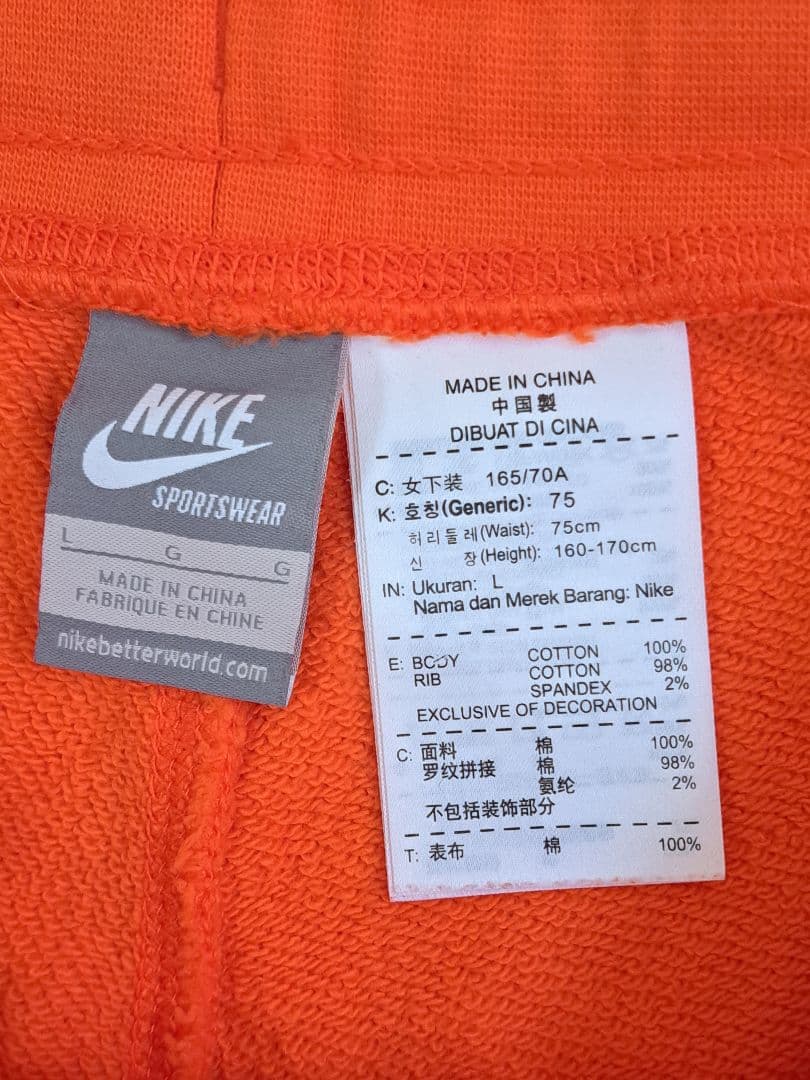 NIKE
SPORTSWEAR
L G G
MADE IN CHINA
FABRIQUE EN CHINE
nikebetterworld.com
MADE IN CHINA
中国製
DIBUAT DI CINA
C: 女下装 165/70A
K: 호칭(Generic): 75
허리둘레(Waist): 75cm
신 장(Height): 160-170cm
IN: Ukuran: L
Nama dan Merek Barang: Nike
E: BODY COTTON 100%
RIB COTTON 98%
SPANDEX 2%
EXCLUSIVE OF DECORATION
C: 面料 棉 100%
罗纹拼接 棉 98%
氨纶 2%
不包括装饰部分
T: 表布 棉 100%